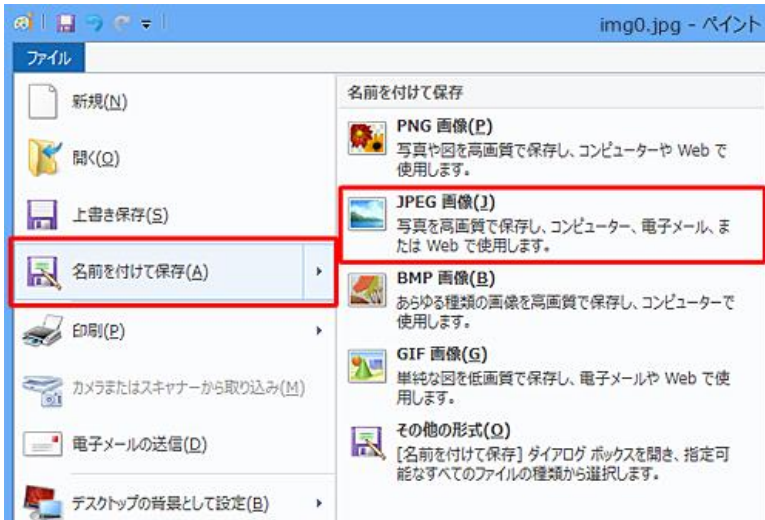 img0.jpg - ペイント
ファイル
新規(N)
開く(O)
上書き保存(S)
名前を付けて保存(A)
印刷(P)
カメラまたはスキャナーから取り込み(M)
電子メールの送信(D)
デスクトップの背景として設定(B)
名前を付けて保存
PNG 画像(P)
写真や図を高画質で保存し、コンピューターや Web で
使用します。
JPEG 画像(J)
写真を高画質で保存し、コンピューター、電子メール、ま
たは Web で使用します。
BMP 画像(B)
あらゆる種類の画像を高画質で保存し、コンピューターで
使用します。
GIF 画像(G)
単純な図を低画質で保存し、電子メールや Web で使
用します。
その他の形式(O)
[名前を付けて保存] ダイアログ ボックスを開き、指定可
能なすべてのファイルの種類から選択します。